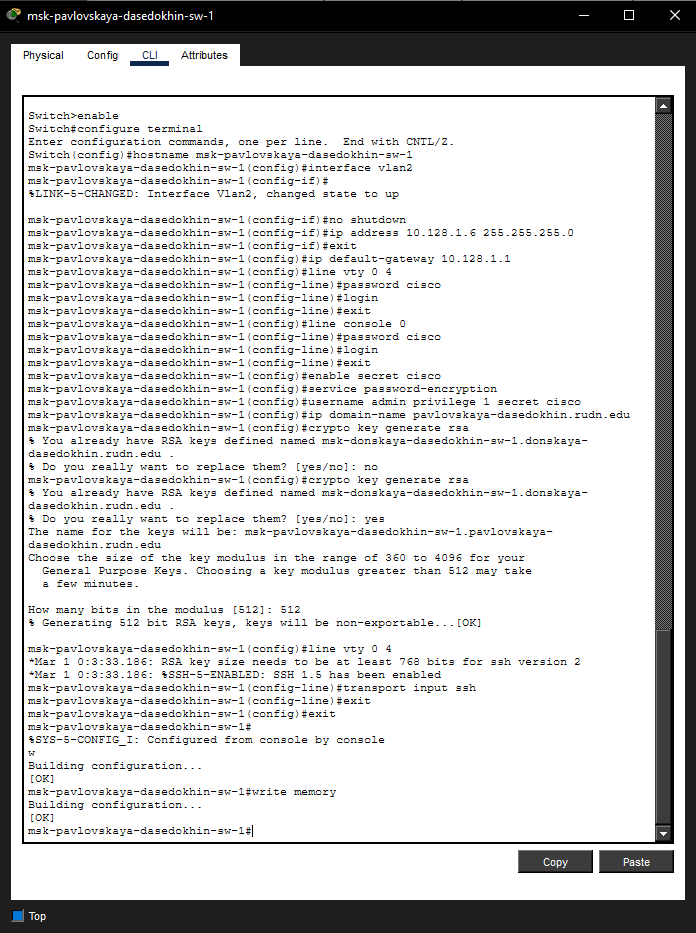 msk-pavlovskaya-dasedokhin-sw-1
Physical Config CLI Attributes
Switch>enable
Switch#configure terminal
Enter configuration commands, one per line.  End with CNTL/Z.
Switch(config)#hostname msk-pavlovskaya-dasedokhin-sw-1
msk-pavlovskaya-dasedokhin-sw-1(config)#interface vlan2
msk-pavlovskaya-dasedokhin-sw-1(config-if)#
%LINK-5-CHANGED: Interface Vlan2, changed state to up
msk-pavlovskaya-dasedokhin-sw-1(config-if)#no shutdown
msk-pavlovskaya-dasedokhin-sw-1(config-if)#ip address 10.128.1.6 255.255.255.0
msk-pavlovskaya-dasedokhin-sw-1(config-if)#exit
msk-pavlovskaya-dasedokhin-sw-1(config)#ip default-gateway 10.128.1.1
msk-pavlovskaya-dasedokhin-sw-1(config)#line vty 0 4
msk-pavlovskaya-dasedokhin-sw-1(config-line)#password cisco
msk-pavlovskaya-dasedokhin-sw-1(config-line)#login
msk-pavlovskaya-dasedokhin-sw-1(config-line)#exit
msk-pavlovskaya-dasedokhin-sw-1(config)#line console 0
msk-pavlovskaya-dasedokhin-sw-1(config-line)#password cisco
msk-pavlovskaya-dasedokhin-sw-1(config-line)#login
msk-pavlovskaya-dasedokhin-sw-1(config-line)#exit
msk-pavlovskaya-dasedokhin-sw-1(config)#enable secret cisco
msk-pavlovskaya-dasedokhin-sw-1(config)#service password-encryption
msk-pavlovskaya-dasedokhin-sw-1(config)#username admin privilege 1 secret cisco
msk-pavlovskaya-dasedokhin-sw-1(config)#ip domain-name pavlovskaya-dasedokhin.rudn.edu
msk-pavlovskaya-dasedokhin-sw-1(config)#crypto key generate rsa
% You already have RSA keys defined named msk-donskaya-dasedokhin-sw-1.donskaya-
dasedokhin.rudn.edu .
% Do you really want to replace them? [yes/no]: no
msk-pavlovskaya-dasedokhin-sw-1(config)#crypto key generate rsa
% You already have RSA keys defined named msk-donskaya-dasedokhin-sw-1.donskaya-
dasedokhin.rudn.edu .
% Do you really want to replace them? [yes/no]: yes
The name for the keys will be: msk-pavlovskaya-dasedokhin-sw-1.pavlovskaya-
dasedokhin.rudn.edu
Choose the size of the key modulus in the range of 360 to 4096 for your
General Purpose Keys. Choosing a key modulus greater than 512 may take
a few minutes.
How many bits in the modulus [512]: 512
% Generating 512 bit RSA keys, keys will be non-exportable...[OK]
msk-pavlovskaya-dasedokhin-sw-1(config)#line vty 0 4
*Mar 1 0:3:33.186: RSA key size needs to be at least 768 bits for ssh version 2
*Mar 1 0:3:33.186: %SSH-5-ENABLED: SSH 1.5 has been enabled
msk-pavlovskaya-dasedokhin-sw-1(config-line)#transport input ssh
msk-pavlovskaya-dasedokhin-sw-1(config-line)#exit
msk-pavlovskaya-dasedokhin-sw-1(config)#exit
msk-pavlovskaya-dasedokhin-sw-1#
%SYS-5-CONFIG_I: Configured from console by console
w
Building configuration...
[OK]
msk-pavlovskaya-dasedokhin-sw-1#write memory
Building configuration...
[OK]
msk-pavlovskaya-dasedokhin-sw-1#
Copy Paste
Top